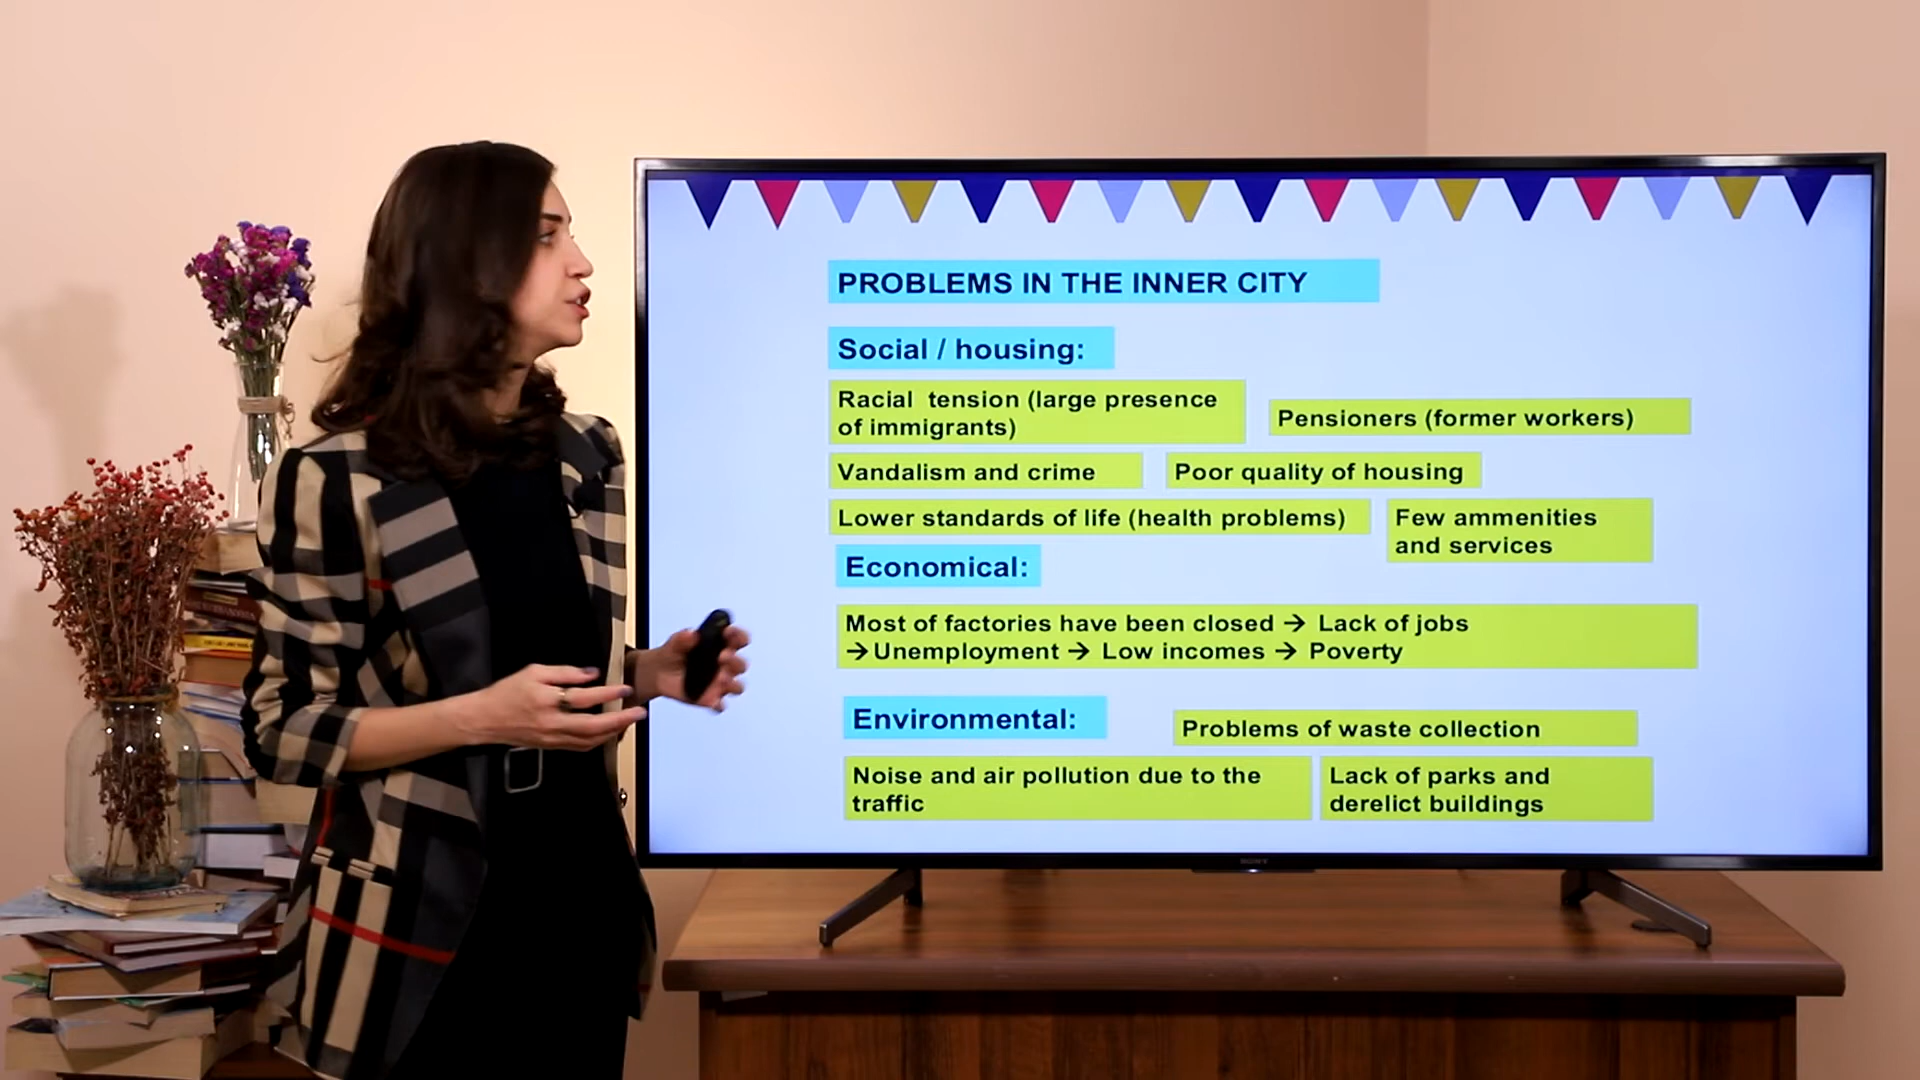 PROBLEMS IN THE INNER CITY
Social / housing:
Racial tension (large presence
of immigrants)
Pensioners (former workers)
Vandalism and crime
Poor quality of housing
Lower standards of life (health problems)
Few ammenities
and services
Economical:
Most of factories have been closed → Lack of jobs
→ Unemployment → Low incomes → Poverty
Environmental:
Problems of waste collection
Noise and air pollution due to the
traffic
Lack of parks and
derelict buildings
SONY